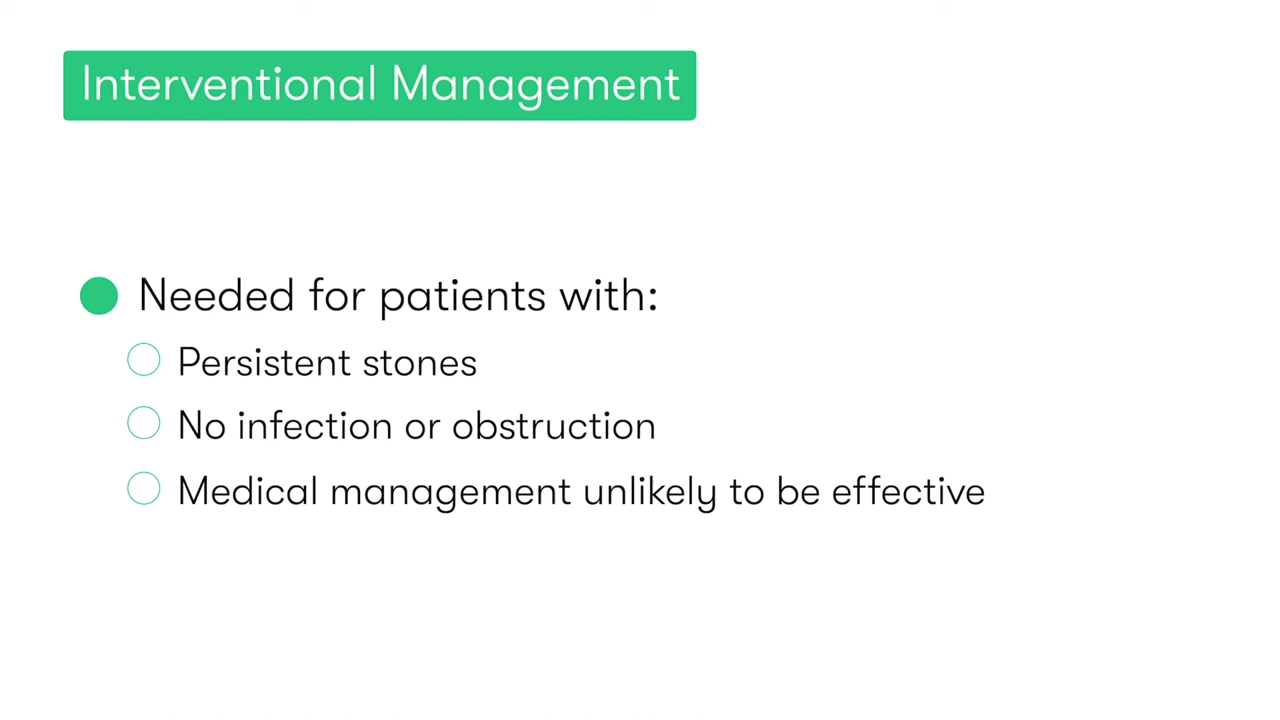 Interventional Management
Needed for patients with:
Persistent stones
No infection or obstruction
Medical management unlikely to be effective